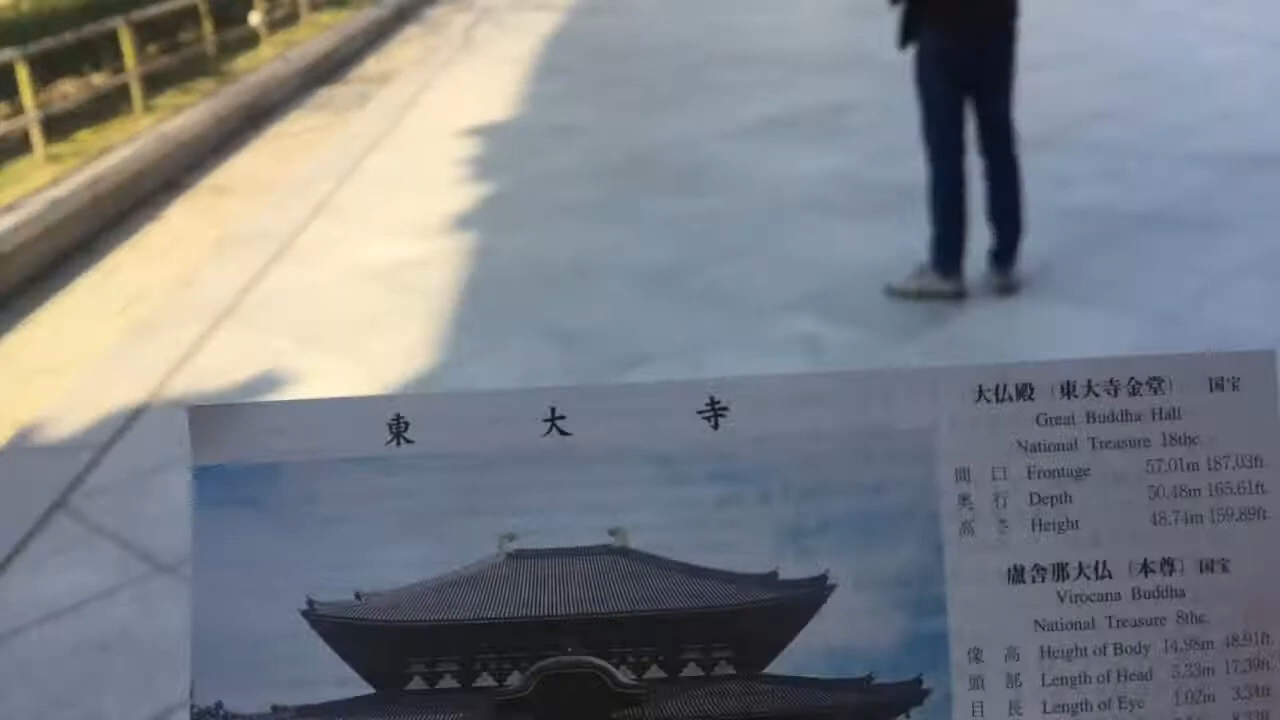 東大寺
大仏殿（東大寺金堂） 国宝
Great Buddha Hall
National Treasure 18thc.
間口 Frontage 57.01m 187.03ft.
奥行 Depth 50.48m 165.61ft.
高さ Height 48.74m 159.89ft.
盧舎那大仏（本尊）国宝
Virocana Buddha
National Treasure 8thc.
像高 Height of Body 14.98m 48.91ft.
頭部 Length of Head 5.33m 17.39ft.
目長 Length of Eye 1.02m 3.34ft.